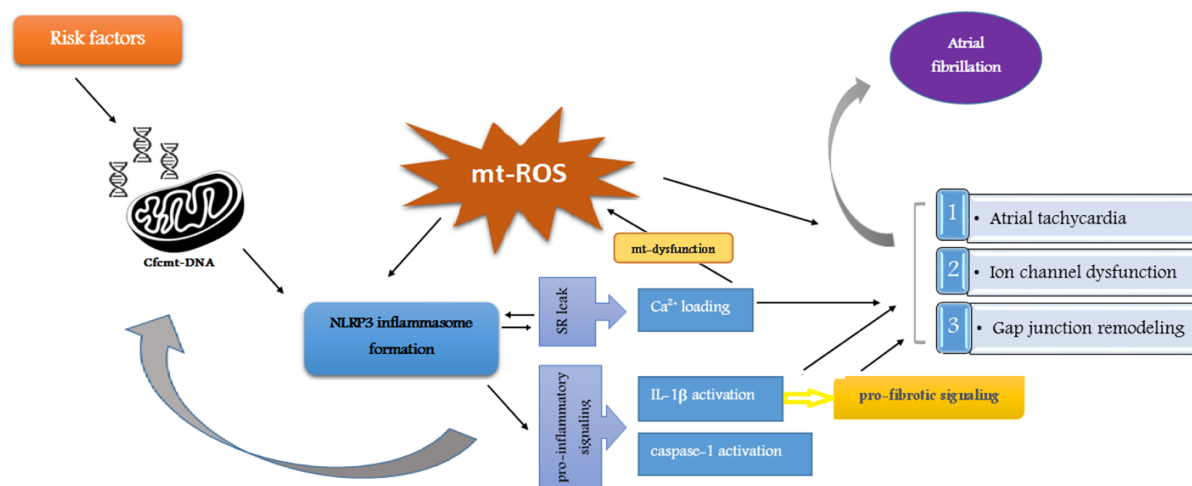 Risk factors
Atrial
fibrillation
mt-ROS
Cfcmt-DNA
mt-dysfunction
1 • Atrial tachycardia
2 • Ion channel dysfunction
3 • Gap junction remodeling
NLRP3 inflammasome
formation
SR leak
Ca²⁺ loading
pro-inflammatory
signaling
IL-1β activation
pro-fibrotic signaling
caspase-1 activation